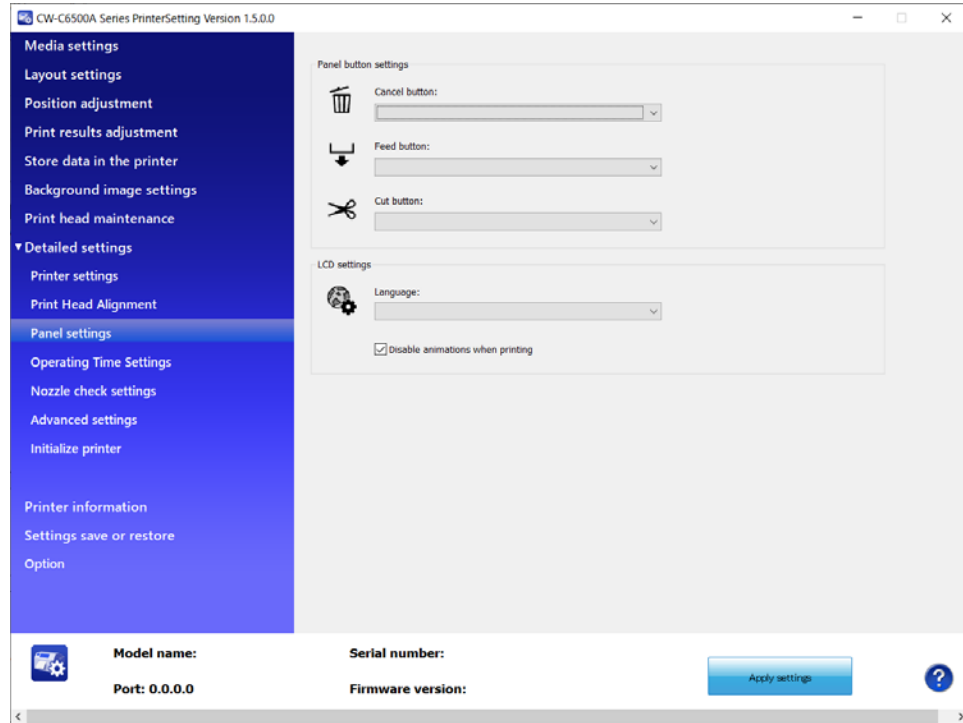 CW-C6500A Series PrinterSetting Version 1.5.0.0
Media settings
Layout settings
Position adjustment
Print results adjustment
Store data in the printer
Background image settings
Print head maintenance
Detailed settings
Printer settings
Print Head Alignment
Panel settings
Operating Time Settings
Nozzle check settings
Advanced settings
Initialize printer
Printer information
Settings save or restore
Option
Panel button settings
Cancel button:
Feed button:
Cut button:
LCD settings
Language:
Disable animations when printing
Model name:
Serial number:
Port: 0.0.0.0
Firmware version:
Apply settings
?